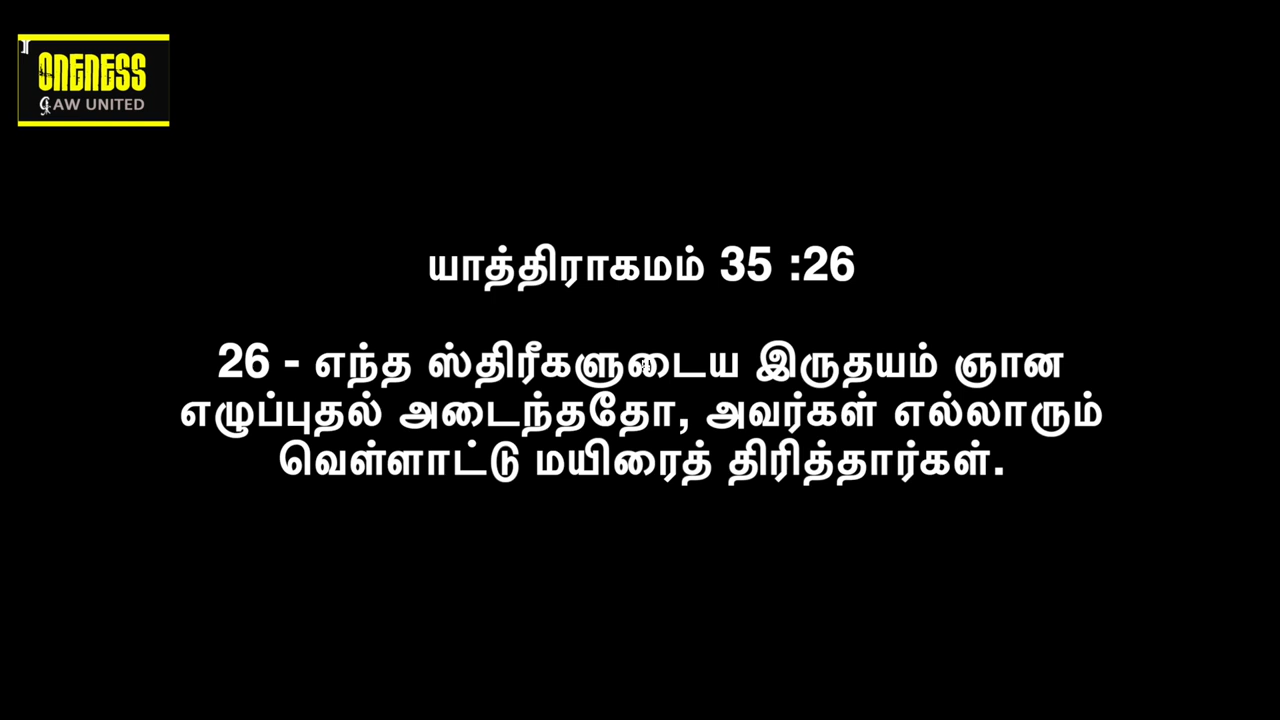 ONENESS
LAW UNITED
யாத்திராகமம் 35 :26
26 - எந்த ஸ்திரீகளுடைய இருதயம் ஞான
எழுப்புதல் அடைந்ததோ, அவர்கள் எல்லாரும்
வெள்ளாட்டு மயிரைத் திரித்தார்கள்.